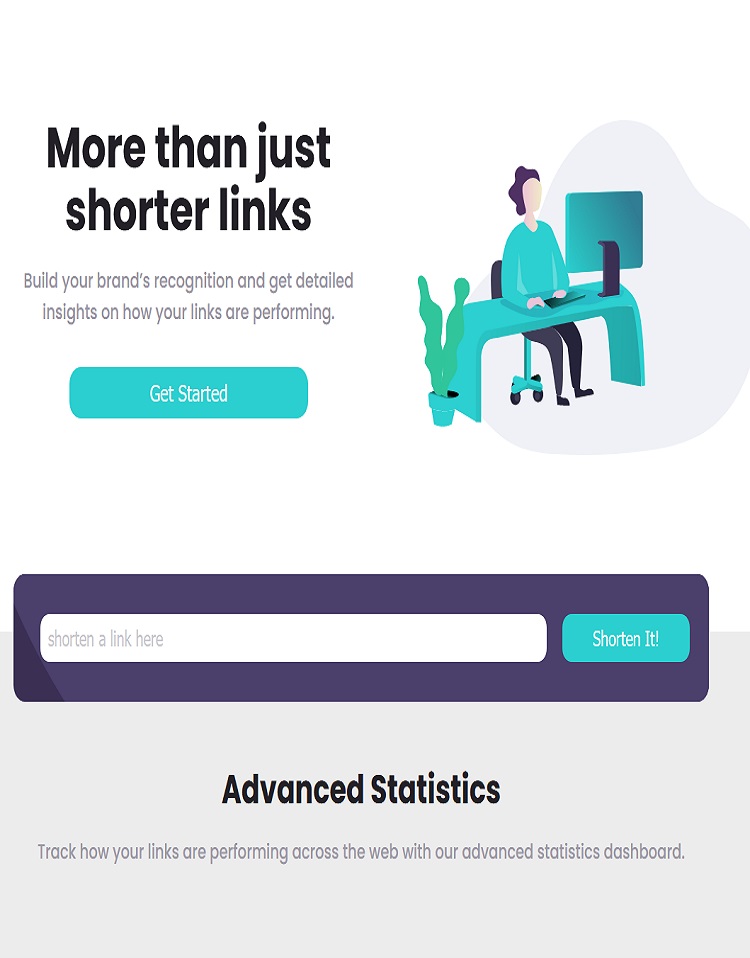 More than just
shorter links
Build your brand’s recognition and get detailed
insights on how your links are performing.
Get Started
shorten a link here
Shorten It!
Advanced Statistics
Track how your links are performing across the web with our advanced statistics dashboard.